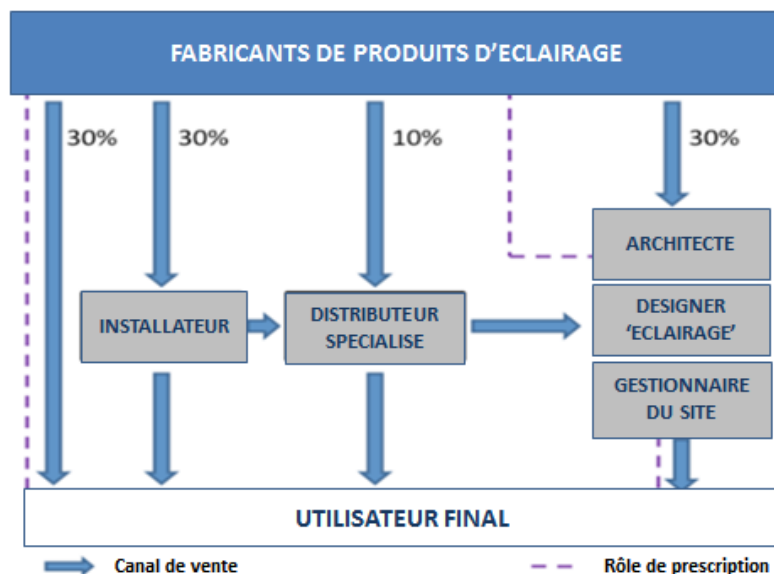 FABRICANTS DE PRODUITS D'ECLAIRAGE
30%
30%
10%
30%
ARCHITECTE
INSTALLATEUR
DISTRIBUTEUR
SPECIALISE
DESIGNER
'ECLAIRAGE'
GESTIONNAIRE
DU SITE
UTILISATEUR FINAL
Canal de vente
Rôle de prescription